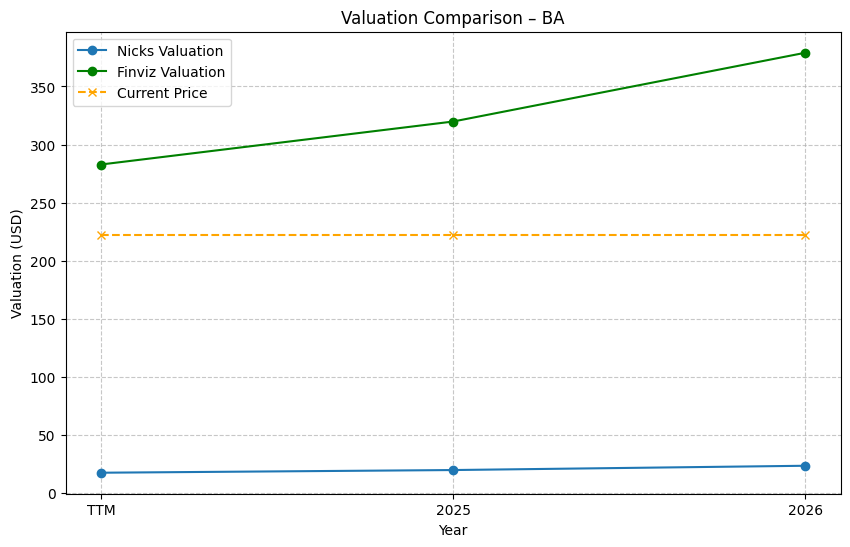 Valuation Comparison – BA
Nicks Valuation
Finviz Valuation
Current Price
Valuation (USD)
350
300
250
200
150
100
50
0
TTM
2025
2026
Year